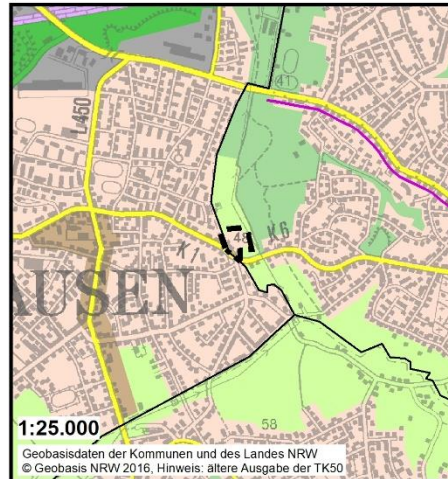 41
L450
48
K6
K1
AUSEN
1:25.000
58
Geobasisdaten der Kommunen und des Landes NRW
© Geobasis NRW 2016, Hinweis: ältere Ausgabe der TK50